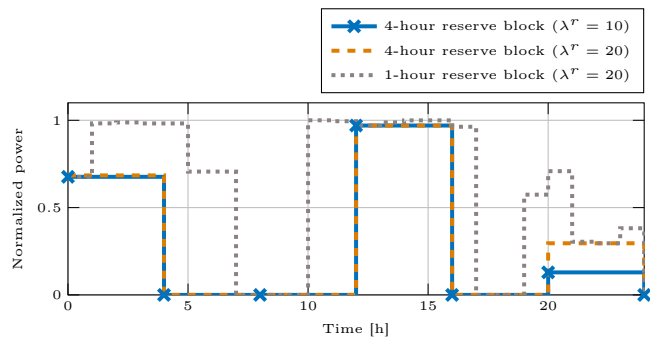 4-hour reserve block (λ^r = 10)
4-hour reserve block (λ^r = 20)
1-hour reserve block (λ^r = 20)
1
0.5
0
Normalized power
0 5 10 15 20
Time [h]